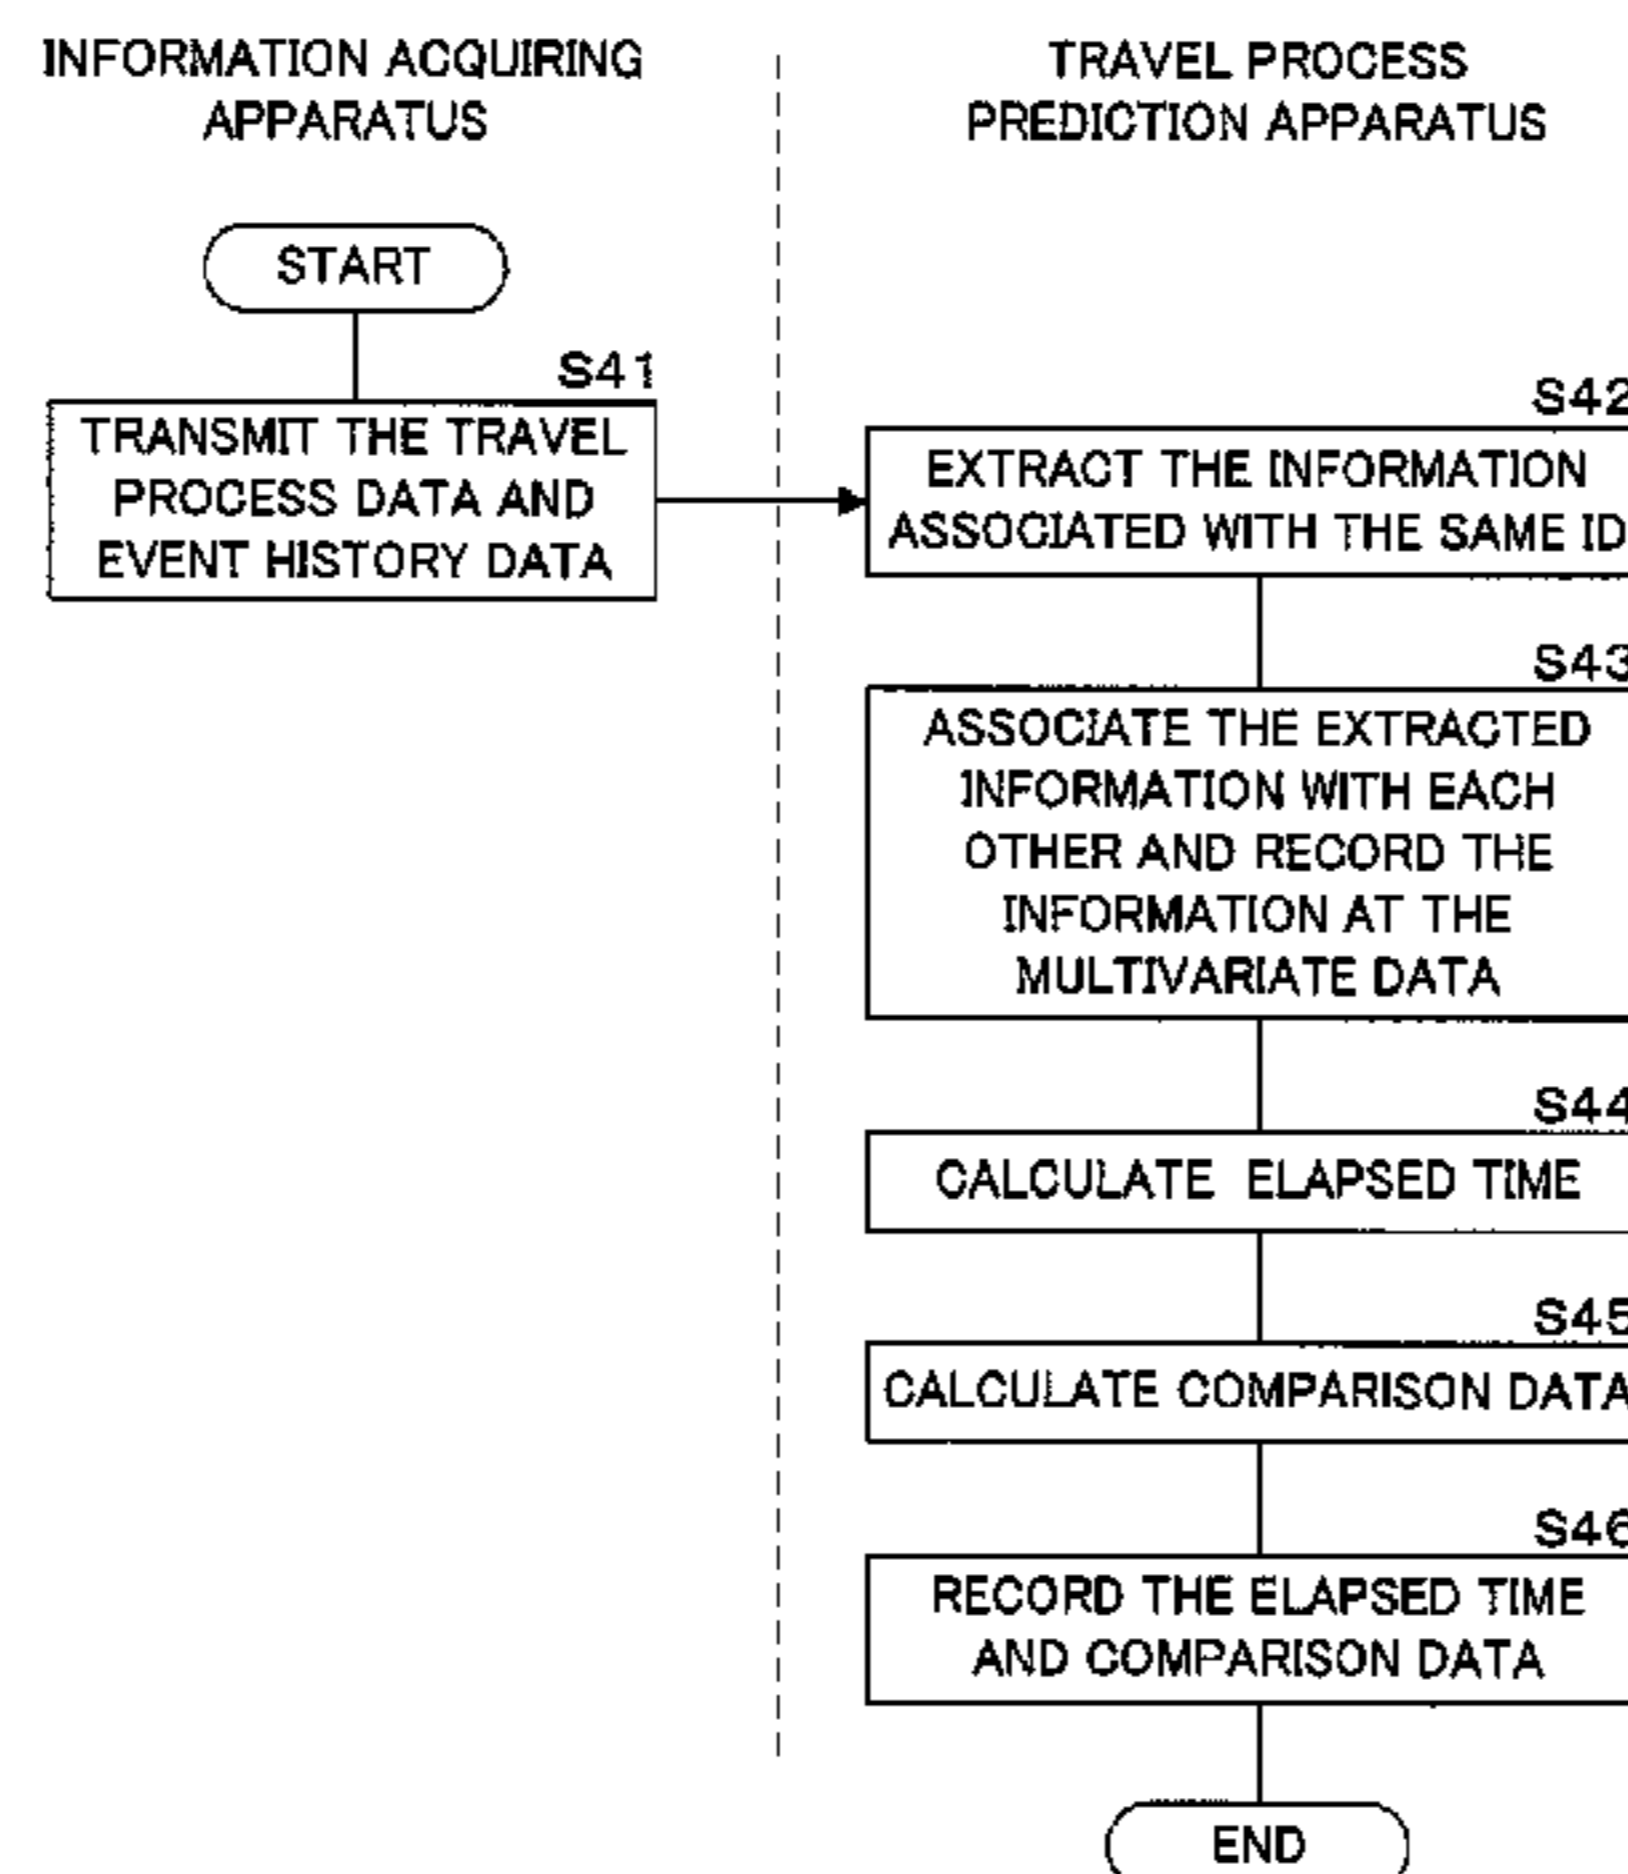 INFORMATION ACQUIRING
APPARATUS
TRAVEL PROCESS
PREDICTION APPARATUS
START
S41
TRANSMIT THE TRAVEL
PROCESS DATA AND
EVENT HISTORY DATA
S42
EXTRACT THE INFORMATION
ASSOCIATED WITH THE SAME ID
S43
ASSOCIATE THE EXTRACTED
INFORMATION WITH EACH
OTHER AND RECORD THE
INFORMATION AT THE
MULTIVARIATE DATA
S44
CALCULATE ELAPSED TIME
S45
CALCULATE COMPARISON DATA
S46
RECORD THE ELAPSED TIME
AND COMPARISON DATA
END